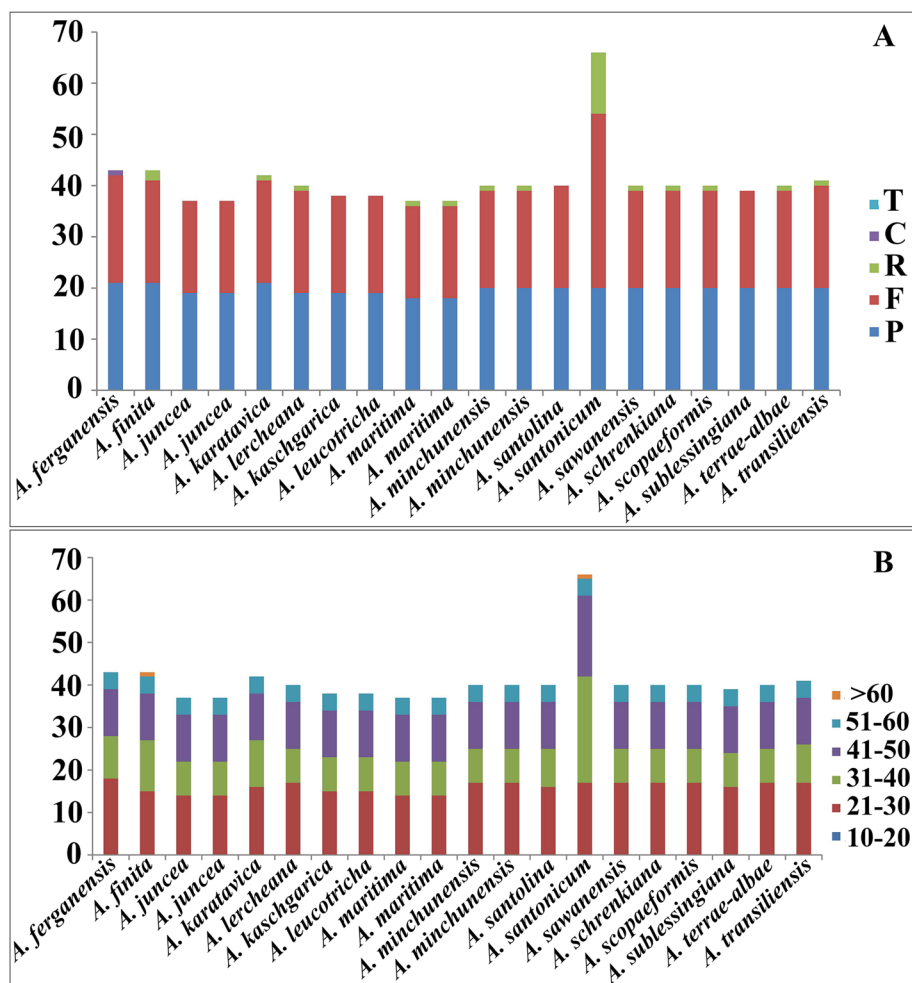 A
70
60
50
40
30
20
10
0
T
C
R
F
P
A. ferganensis
A. finita
A. juncea
A. juncea
A. karatavica
A. lercheana
A. kaschgarica
A. leucotricha
A. maritima
A. maritima
A. minchunensis
A. minchunensis
A. santolina
A. santonicum
A. sawanensis
A. schrenkiana
A. scopaeformis
A. sublessingiana
A. terrae-albae
A. transiliensis
B
70
60
50
40
30
20
10
0
>60
51-60
41-50
31-40
21-30
10-20
A. ferganensis
A. finita
A. juncea
A. juncea
A. karatavica
A. lercheana
A. kaschgarica
A. leucotricha
A. maritima
A. maritima
A. minchunensis
A. minchunensis
A. santolina
A. santonicum
A. sawanensis
A. schrenkiana
A. scopaeformis
A. sublessingiana
A. terrae-albae
A. transiliensis